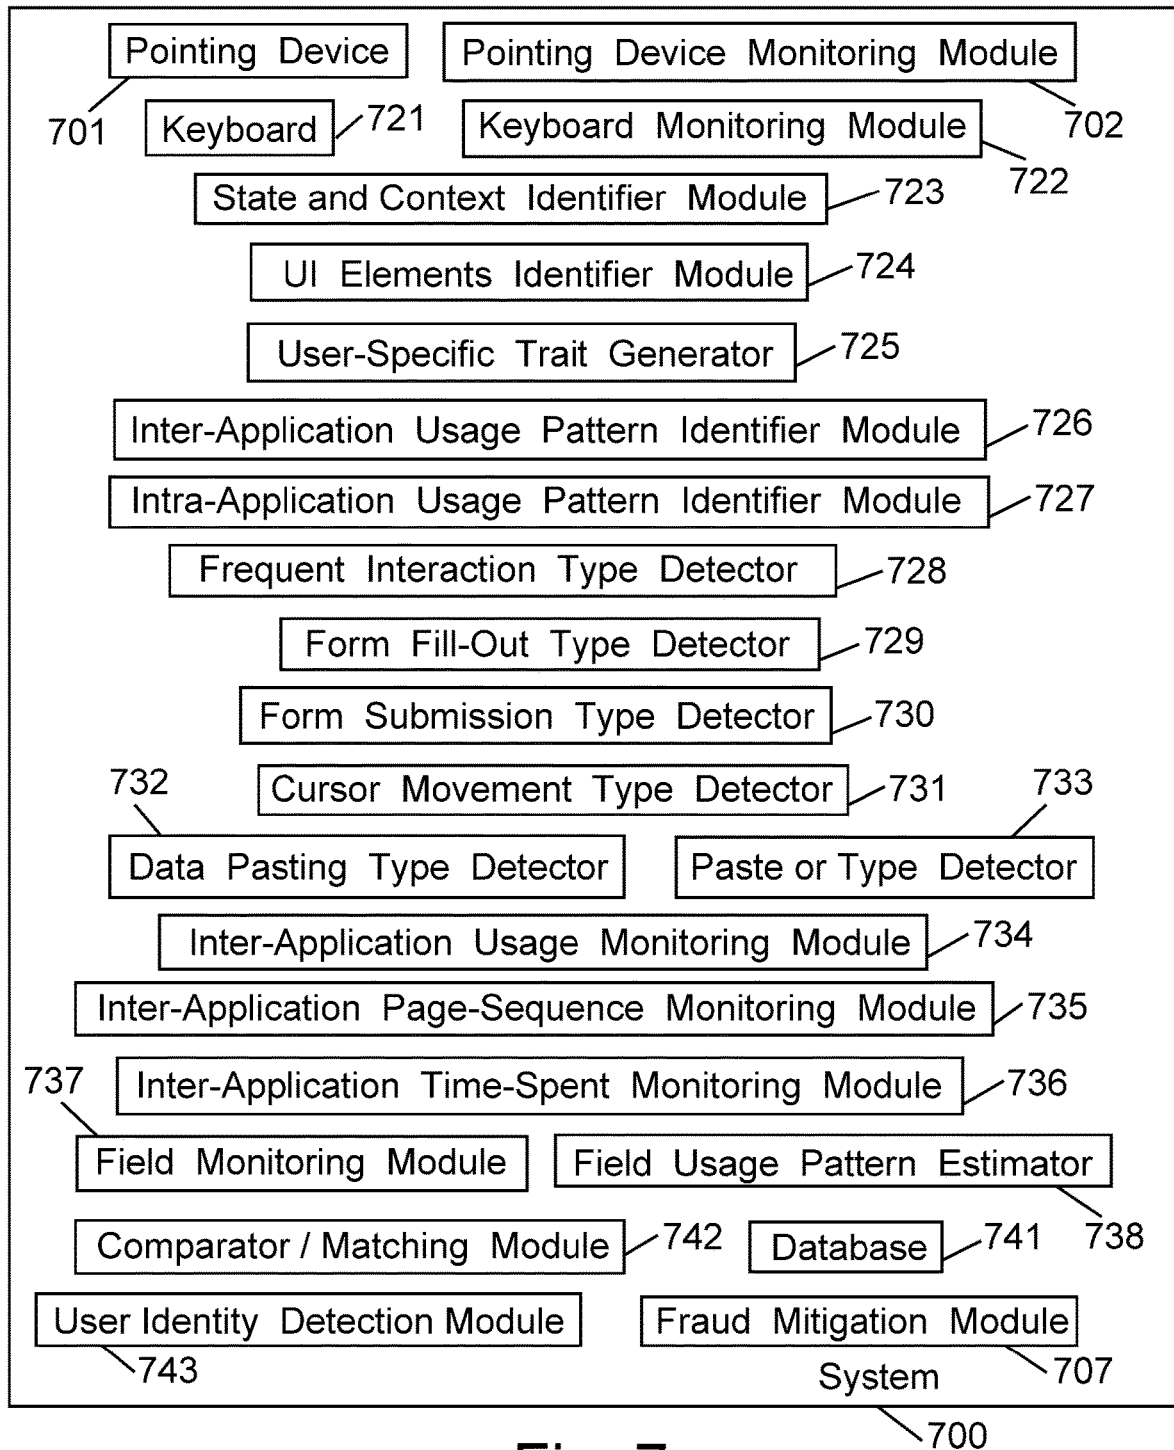 Pointing Device
Pointing Device Monitoring Module
701
Keyboard
721
Keyboard Monitoring Module
702
722
State and Context Identifier Module
723
UI Elements Identifier Module
724
User-Specific Trait Generator
725
Inter-Application Usage Pattern Identifier Module
726
Intra-Application Usage Pattern Identifier Module
727
Frequent Interaction Type Detector
728
Form Fill-Out Type Detector
729
Form Submission Type Detector
730
732
Cursor Movement Type Detector
731
733
Data Pasting Type Detector
Paste or Type Detector
Inter-Application Usage Monitoring Module
734
Inter-Application Page-Sequence Monitoring Module
735
737
Inter-Application Time-Spent Monitoring Module
736
Field Monitoring Module
Field Usage Pattern Estimator
738
Comparator / Matching Module
742
Database
741
User Identity Detection Module
Fraud Mitigation Module
743
707
System
700